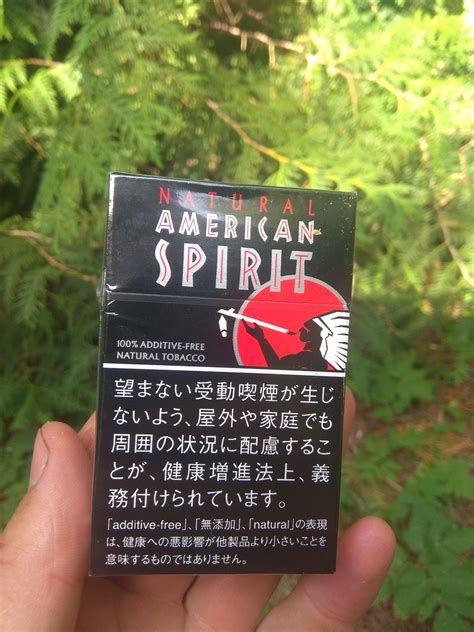 NATURAL
AMERICAN
SPIRIT
100% ADDITIVE-FREE
NATURAL TOBACCO
望まない受動喫煙が生じ
ないよう、屋外や家庭でも
周囲の状況に配慮するこ
とが、健康増進法上、義
務付けられています。
「additive-free」、「無添加」、「natural」の表現
は、健康への悪影響が他製品より小さいことを
意味するものではありません。